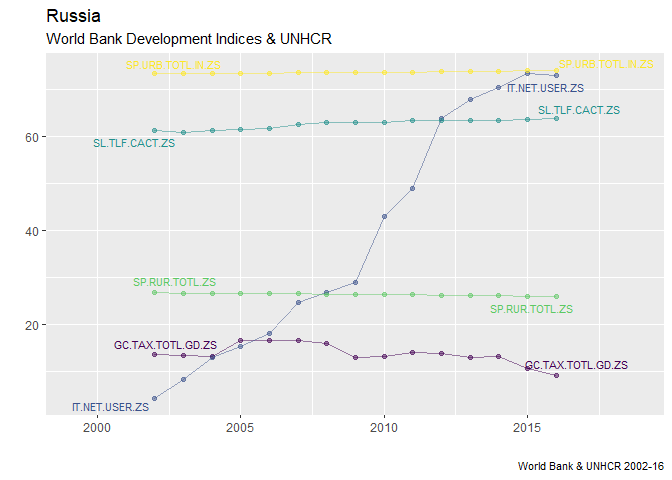 Russia
World Bank Development Indices & UNHCR
SP.URB.TOTL.IN.ZS
SP.URB.TOTL.IN.ZS
IT.NET.USER.ZS
SL.TLF.CACT.ZS
60
SL.TLF.CACT.ZS
40
SP.RUR.TOTL.ZS
SP.RUR.TOTL.ZS
20
GC.TAX.TOTL.GD.ZS
GC.TAX.TOTL.GD.ZS
IT.NET.USER.ZS
2000
2005
2010
2015
World Bank & UNHCR 2002-16